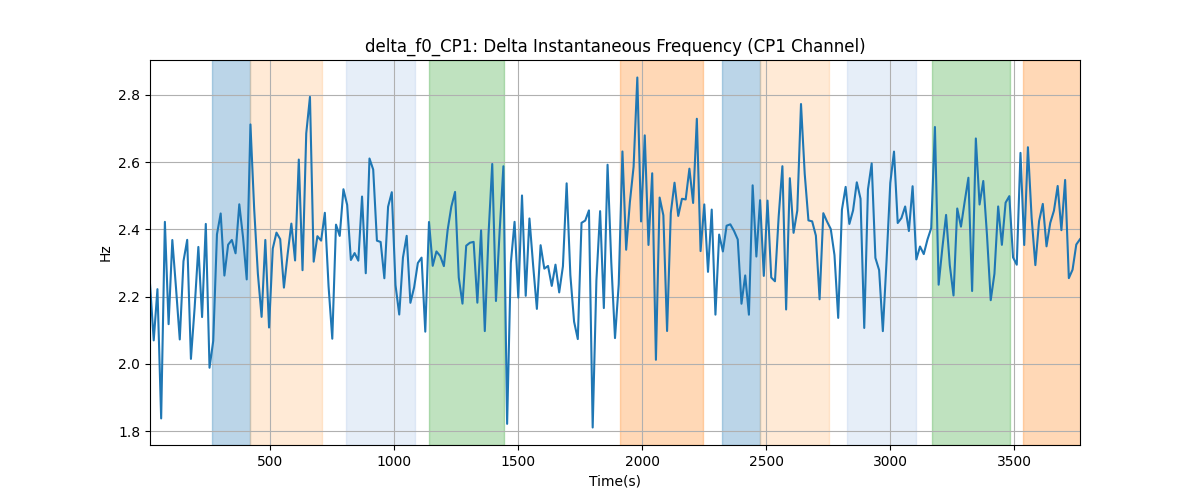 delta_f0_CP1: Delta Instantaneous Frequency (CP1 Channel)
Hz
2.8
2.6
2.4
2.2
2.0
1.8
500 1000 1500 2000 2500 3000 3500
Time(s)